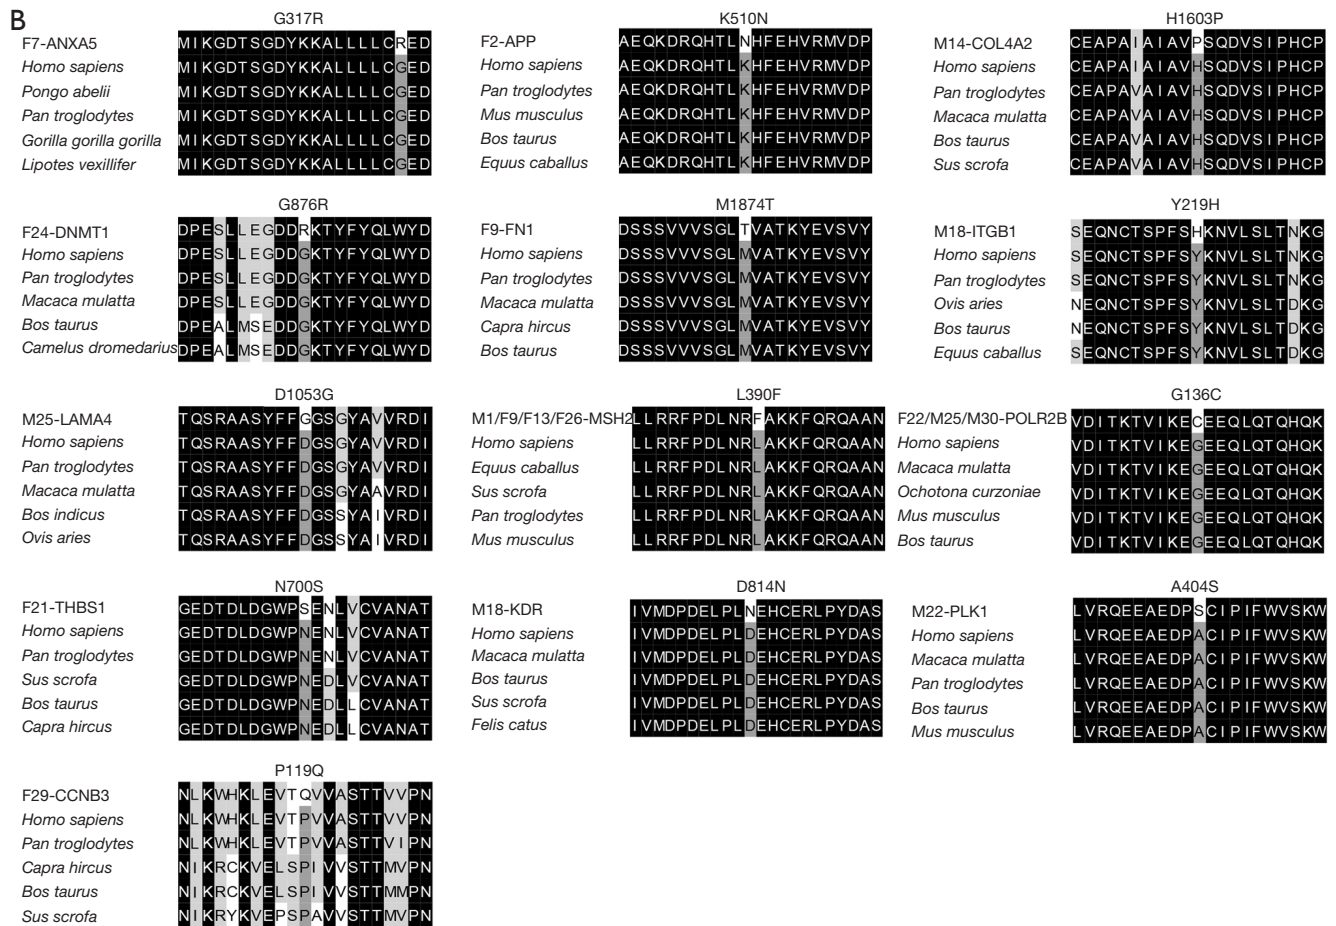 B
G317R
F7-ANXA5 MIKGDTSGDYKKALLLLCRED
Homo sapiens MIKGDTSGDYKKALLLLCGED
Pongo abelii MIKGDTSGDYKKALLLLCGED
Pan troglodytes MIKGDTSGDYKKALLLLCGED
Gorilla gorilla gorilla MIKGDTSGDYKKALLLLCGED
Lipotes vexillifer MIKGDTSGDYKKALLLLCGED
K510N
F2-APP AEQKDRQHTLNHFEHVRMVDP
Homo sapiens AEQKDRQHTLKHFEHVRMVDP
Pan troglodytes AEQKDRQHTLKHFEHVRMVDP
Mus musculus AEQKDRQHTLKHFEHVRMVDP
Bos taurus AEQKDRQHTLKHFEHVRMVDP
Equus caballus AEQKDRQHTLKHFEHVRMVDP
H1603P
M14-COL4A2 CEAPAIAIAVPSQDVSIPHCP
Homo sapiens CEAPAIAIAVHSQDVSIPHCP
Pan troglodytes CEAPAVAIAVHSQDVSIPHCP
Macaca mulatta CEAPAVAIAVHSQDVSIPHCP
Bos taurus CEAPAVAIAVHSQDVSIPHCP
Sus scrofa CEAPAVAIAVHSQDVSIPHCP
G876R
F24-DNMT1 DPESLLEGDDRKTYFYQLWYD
Homo sapiens DPESLLEGDDGKTYFYQLWYD
Pan troglodytes DPESLLEGDDGKTYFYQLWYD
Macaca mulatta DPESLLEGDDGKTYFYQLWYD
Bos taurus DPEALMSEDDGKTYFYQLWYD
Camelus dromedarius DPEALMSEDDGKTYFYQLWYD
M1874T
F9-FN1 DSSSVVVSGLTVATKYEVSVY
Homo sapiens DSSSVVVSGLMVATKYEVSVY
Pan troglodytes DSSSVVVSGLMVATKYEVSVY
Macaca mulatta DSSSVVVSGLMVATKYEVSVY
Capra hircus DSSSVVVSGLMVATKYEVSVY
Bos taurus DSSSVVVSGLMVATKYEVSVY
Y219H
M18-ITGB1 SEQNCTSPFSHKNVLSLTNKG
Homo sapiens SEQNCTSPFSYKNVLSLTNKG
Pan troglodytes SEQNCTSPFSYKNVLSLTNKG
Ovis aries NEQNCTSPFSYKNVLSLTDKG
Bos taurus NEQNCTSPFSYKNVLSLTDKG
Equus caballus SEQNCTSPFSYKNVLSLTDKG
D1053G
M25-LAMA4 TQSRAASYFFGGSGYAVVRDI
Homo sapiens TQSRAASYFFDGSGYAVVRDI
Pan troglodytes TQSRAASYFFDGSGYAVVRDI
Macaca mulatta TQSRAASYFFDGSGYAAVRDI
Bos indicus TQSRAASYFFDGSSYAIVRDI
Ovis aries TQSRAASYFFDGSSYAIVRDI
L390F
M1/F9/F13/F26-MSH2 LLRRFPDLNRFAKKFQRQAAN
Homo sapiens LLRRFPDLNRLAKKFQRQAAN
Equus caballus LLRRFPDLNRLAKKFQRQAAN
Sus scrofa LLRRFPDLNRLAKKFQRQAAN
Pan troglodytes LLRRFPDLNRLAKKFQRQAAN
Mus musculus LLRRFPDLNRLAKKFQRQAAN
G136C
F22/M25/M30-POLR2B VDITKTVIKECEEQLQTQHQK
Homo sapiens VDITKTVIKEGEEQLQTQHQK
Macaca mulatta VDITKTVIKEGEEQLQTQHQK
Ochotona curzoniae VDITKTVIKEGEEQLQTQHQK
Mus musculus VDITKTVIKEGEEQLQTQHQK
Bos taurus VDITKTVIKEGEEQLQTQHQK
N700S
F21-THBS1 GEDTDLDGWPSENLVCVANAT
Homo sapiens GEDTDLDGWPNENLVCVANAT
Pan troglodytes GEDTDLDGWPNENLVCVANAT
Sus scrofa GEDTDLDGWPNEDLVCVANAT
Bos taurus GEDTDLDGWPNEDLLCVANAT
Capra hircus GEDTDLDGWPNEDLLCVANAT
D814N
M18-KDR IVMDPDELPLNEHCERLPYDAS
Homo sapiens IVMDPDELPLDEHCERLPYDAS
Macaca mulatta IVMDPDELPLDEHCERLPYDAS
Bos taurus IVMDPDELPLDEHCERLPYDAS
Sus scrofa IVMDPDELPLDEHCERLPYDAS
Felis catus IVMDPDELPLDEHCERLPYDAS
A404S
M22-PLK1 LVRQEEAEDPSCIPIFWVSKW
Homo sapiens LVRQEEAEDPACIPIFWVSKW
Macaca mulatta LVRQEEAEDPACIPIFWVSKW
Pan troglodytes LVRQEEAEDPACIPIFWVSKW
Bos taurus LVRQEEAEDPACIPIFWVSKW
Mus musculus LVRQEEAEDPACIPIFWVSKW
P119Q
F29-CCNB3 NLKWHKLEVTQVVASTTVVPN
Homo sapiens NLKWHKLEVTPVVASTTVVPN
Pan troglodytes NLKWHKLEVTPVVASTTVIPN
Capra hircus NIKRCKVELSPIVVSTTMVPN
Bos taurus NIKRCKVELSPIVVSTTMMPN
Sus scrofa NIKRYKVEPSPAVVSTTMVPN